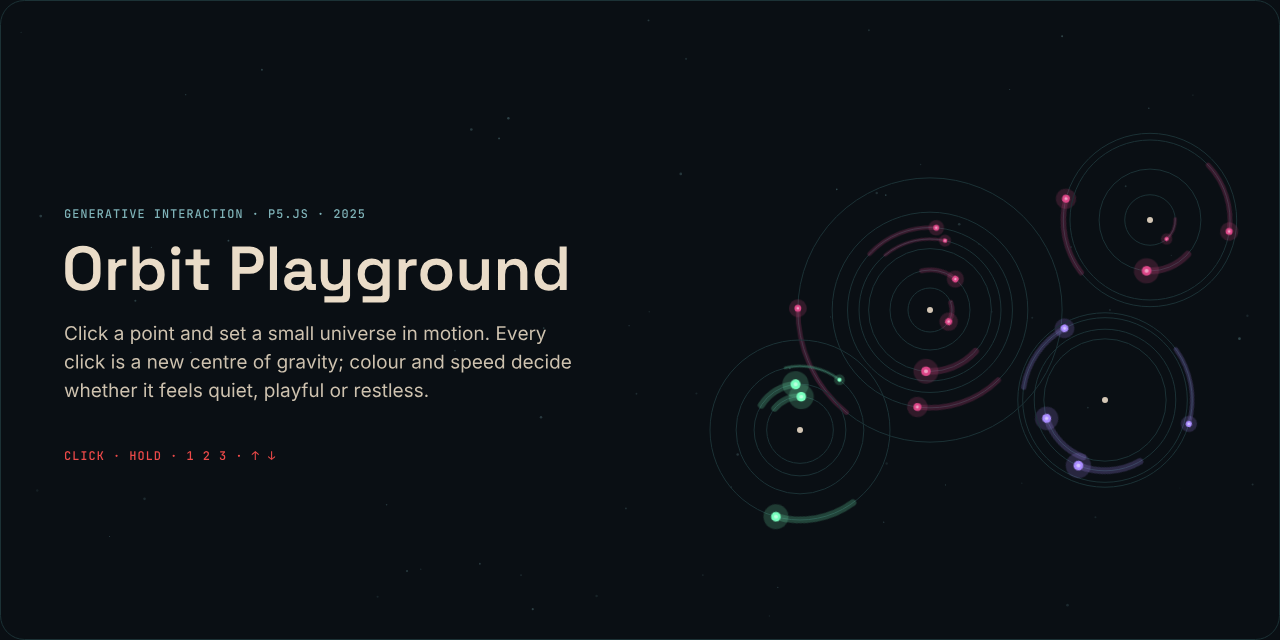 GENERATIVE INTERACTION · P5.JS · 2025
Orbit Playground
Click a point and set a small universe in motion. Every
click is a new centre of gravity; colour and speed decide
whether it feels quiet, playful or restless.
CLICK · HOLD · 1 2 3 · ↑ ↓